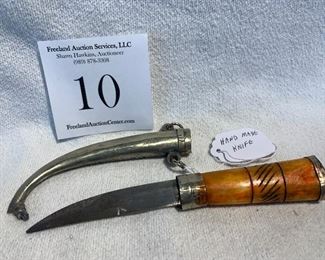 Freeland Auction Services, LLC
Shawn Hawkins, Auctioneer
(989) 878-3308
10
FreelandAuctionCenter.com
HAND MADE
KNIFE